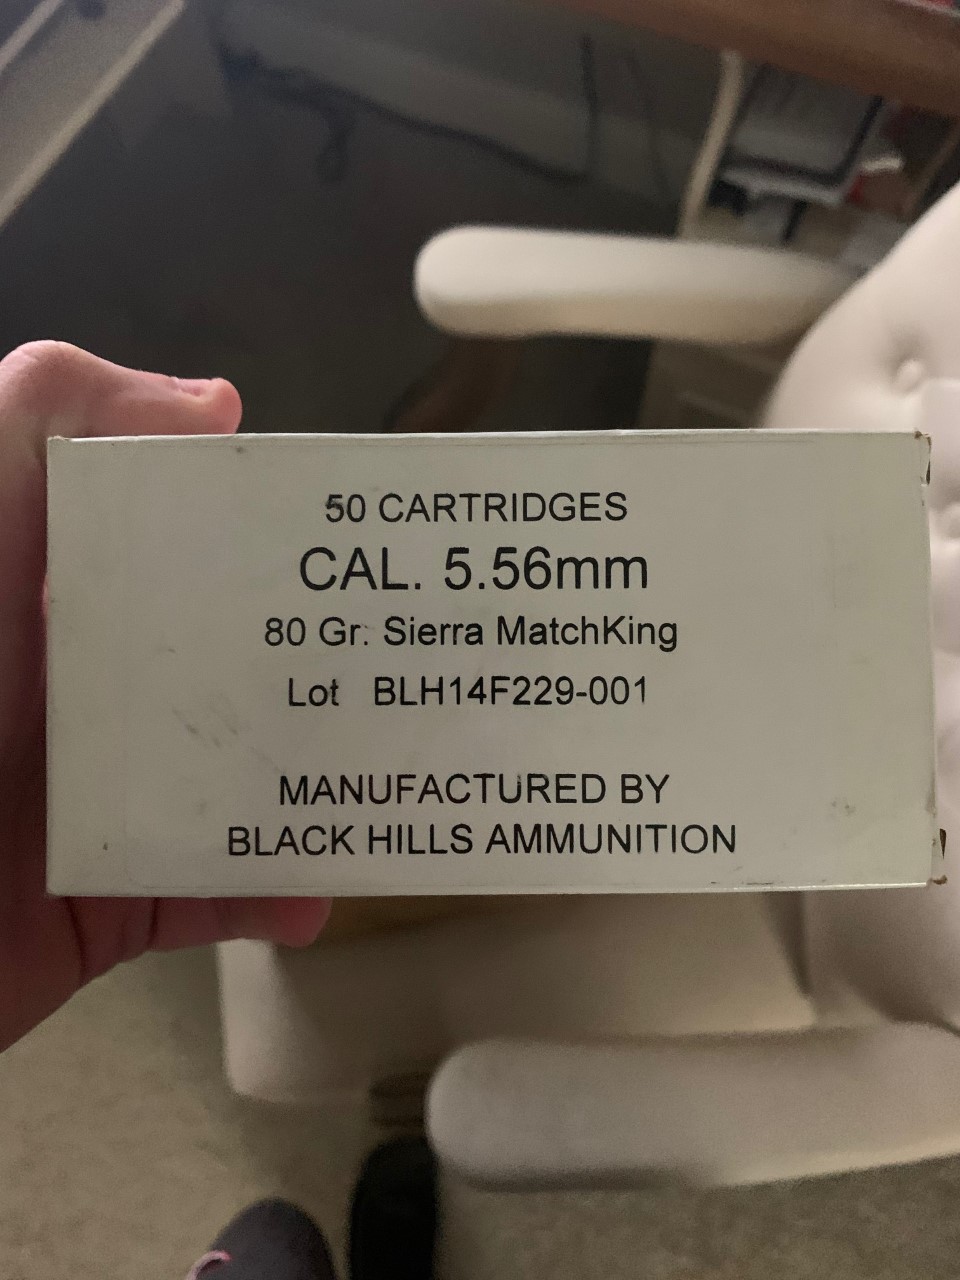 50 CARTRIDGES
CAL. 5.56mm
80 Gr. Sierra MatchKing
Lot BLH14F229-001
MANUFACTURED BY
BLACK HILLS AMMUNITION